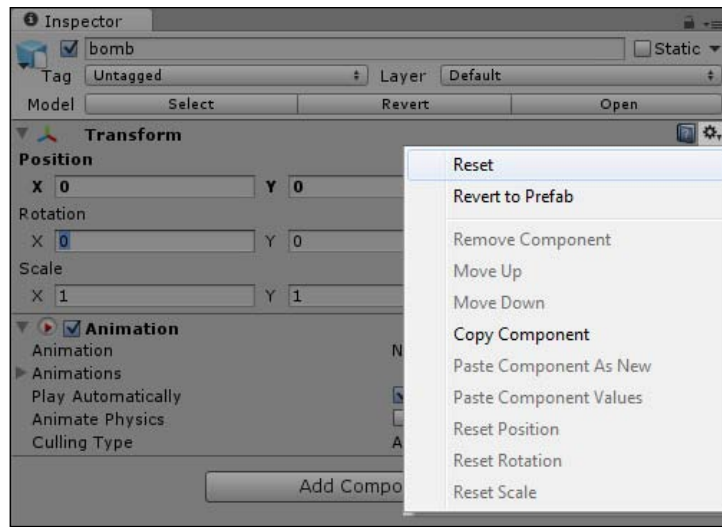 Inspector
bomb Static
Tag Untagged Layer Default
Model Select Revert Open
Transform
Position
X 0 Y 0
Rotation
X 0 Y 0
Scale
X 1 Y 1
Animation
Animation N
Animations
Play Automatically
Animate Physics
Culling Type A
Add Compo
Reset
Revert to Prefab
Remove Component
Move Up
Move Down
Copy Component
Paste Component As New
Paste Component Values
Reset Position
Reset Rotation
Reset Scale